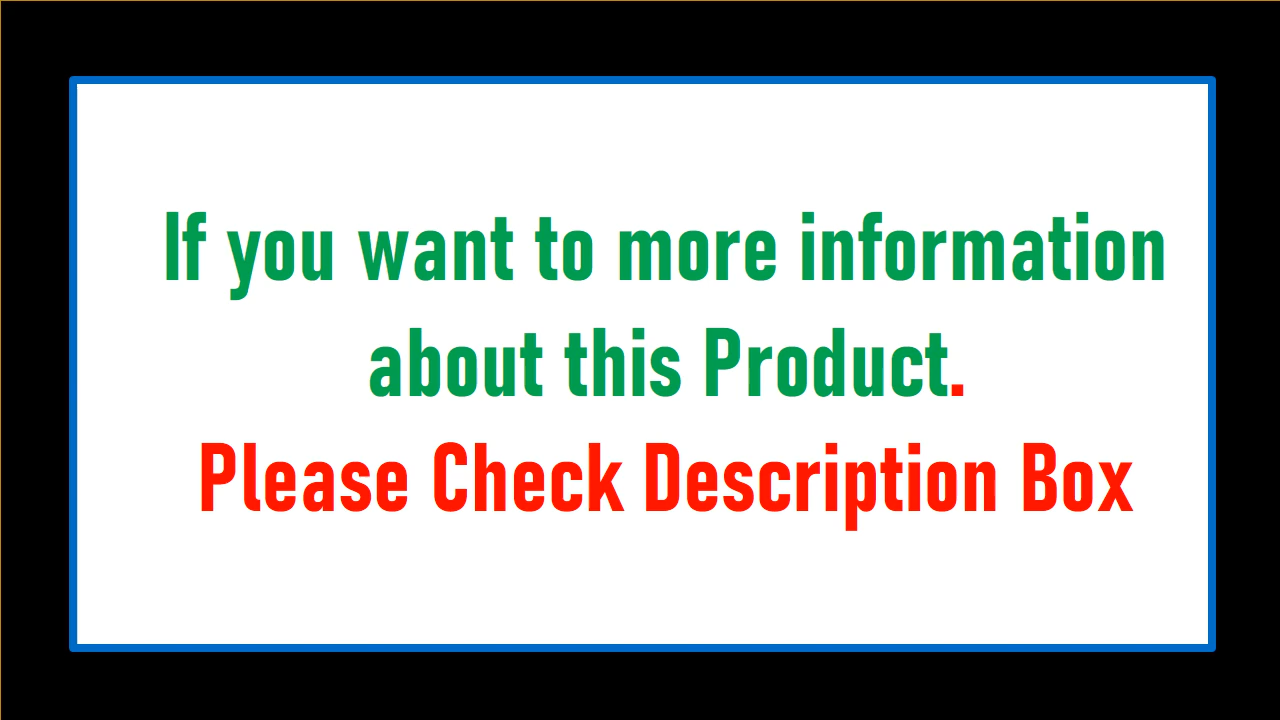 If you want to more information
about this Product.
Please Check Description Box